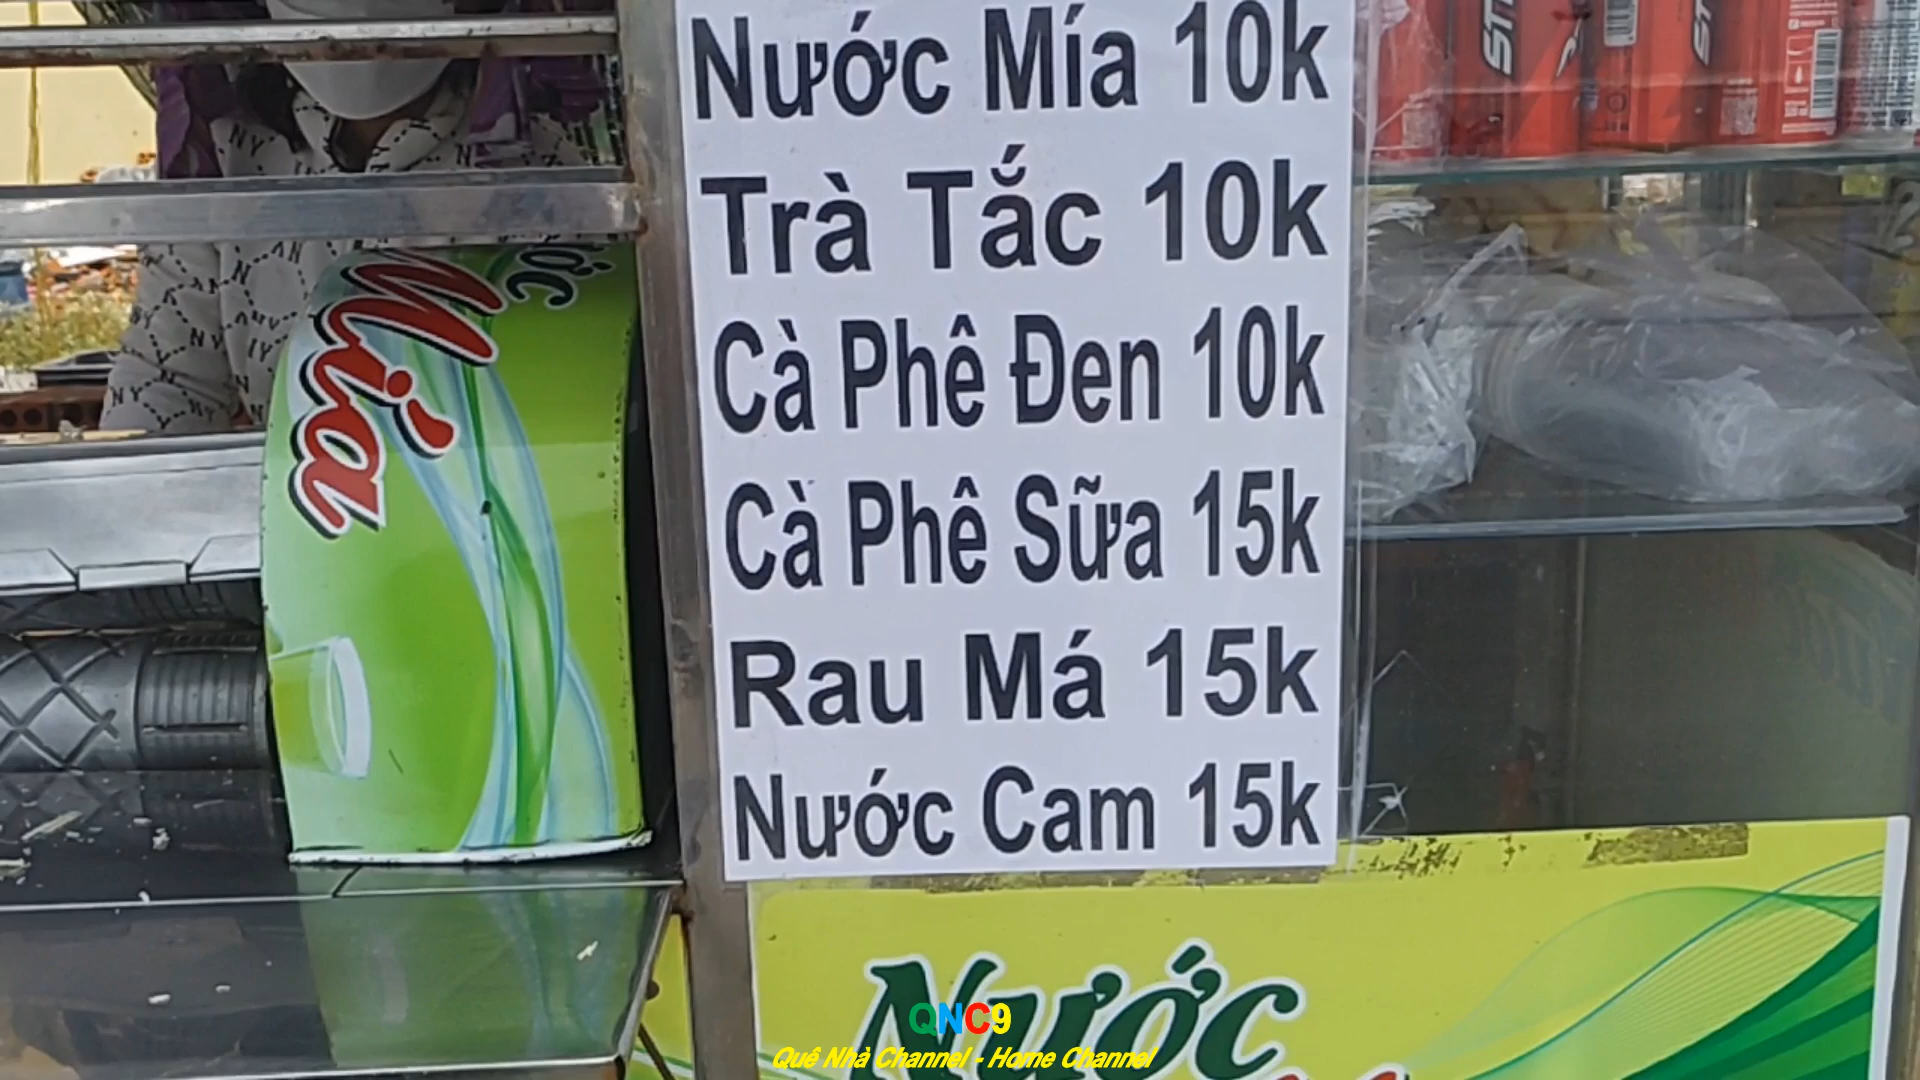 Nước Mía 10k
Trà Tắc 10k
Cà Phê Đen 10k
Cà Phê Sữa 15k
Rau Má 15k
Nước Cam 15k
Mía
Nước
QNC9
Quê Nhà Channel - Home Channel